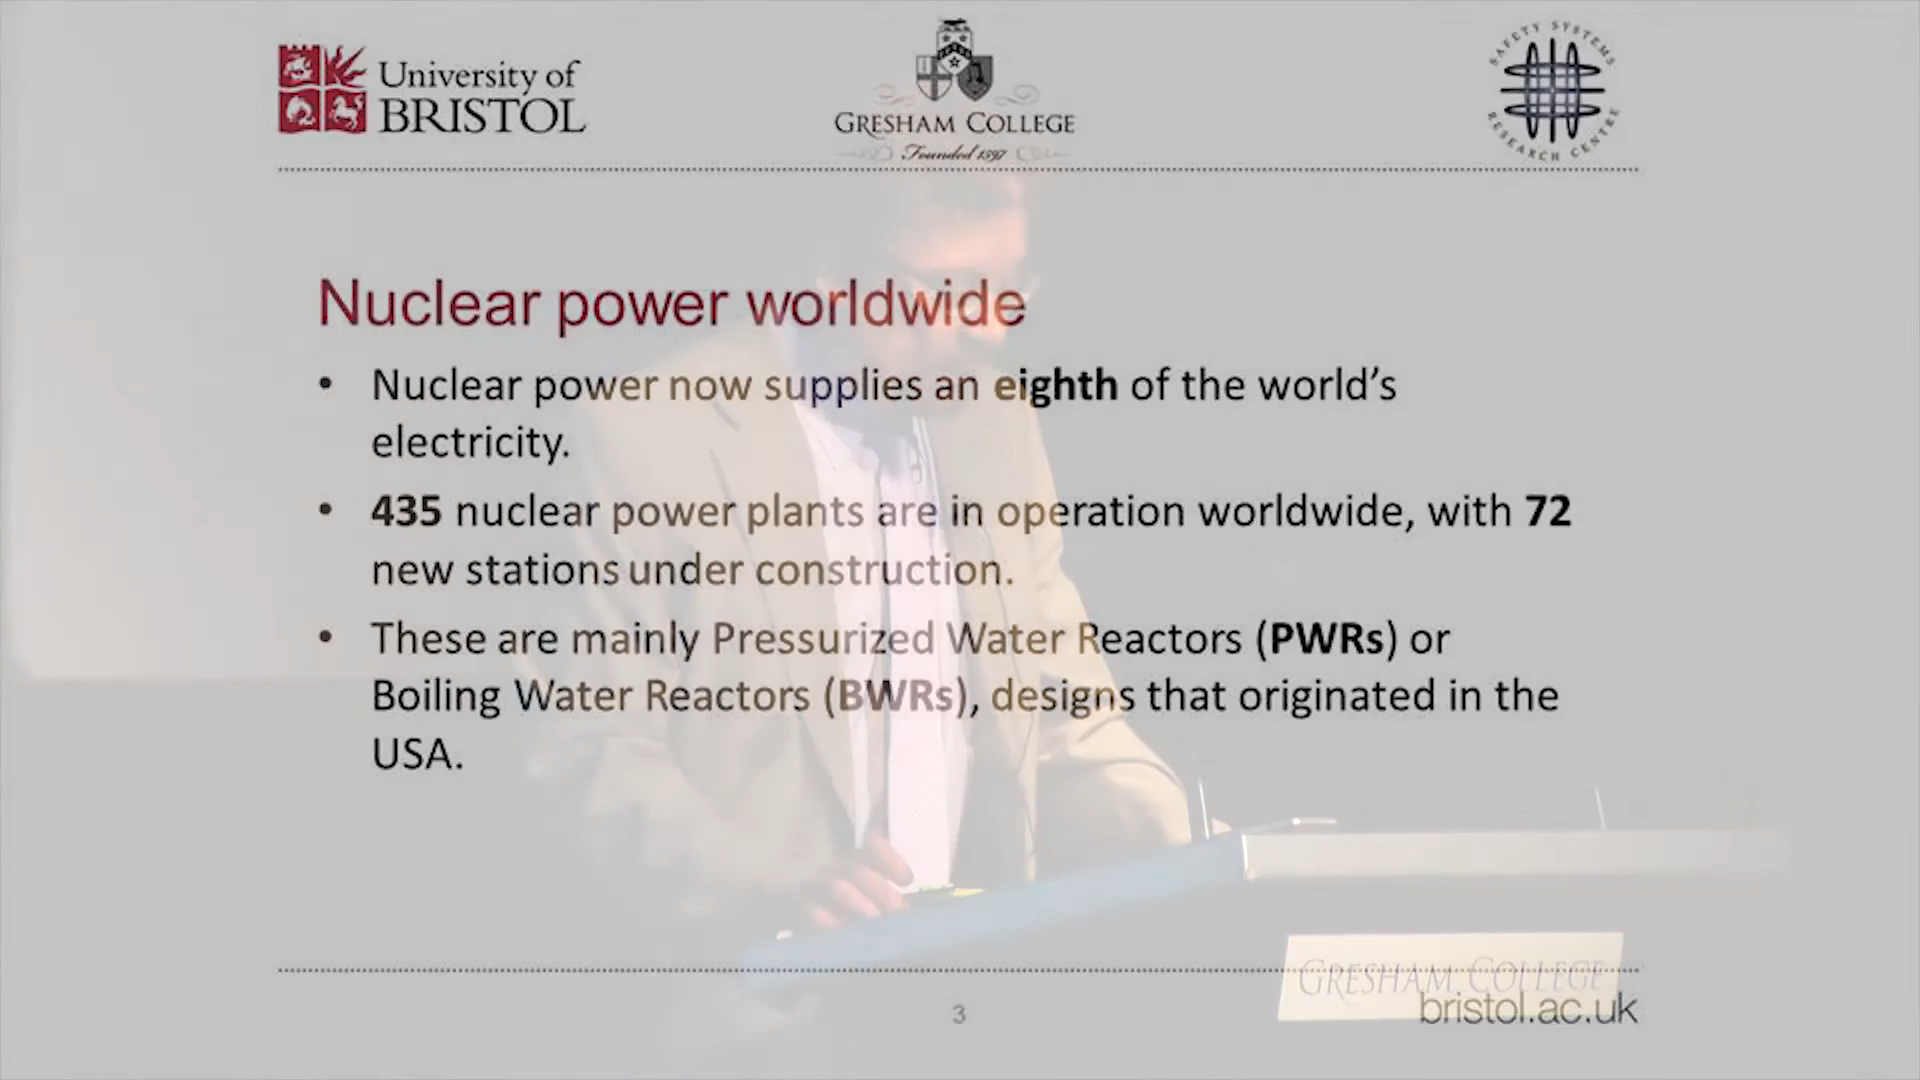 University of
BRISTOL
GRESHAM COLLEGE
Founded 1597
SAFETY SYSTEMS
RESEARCH CENTRE
Nuclear power worldwide
• Nuclear power now supplies an eighth of the world’s
electricity.
• 435 nuclear power plants are in operation worldwide, with 72
new stations under construction.
• These are mainly Pressurized Water Reactors (PWRs) or
Boiling Water Reactors (BWRs), designs that originated in the
USA.
GRESHAM COLLEGE
3
bristol.ac.uk